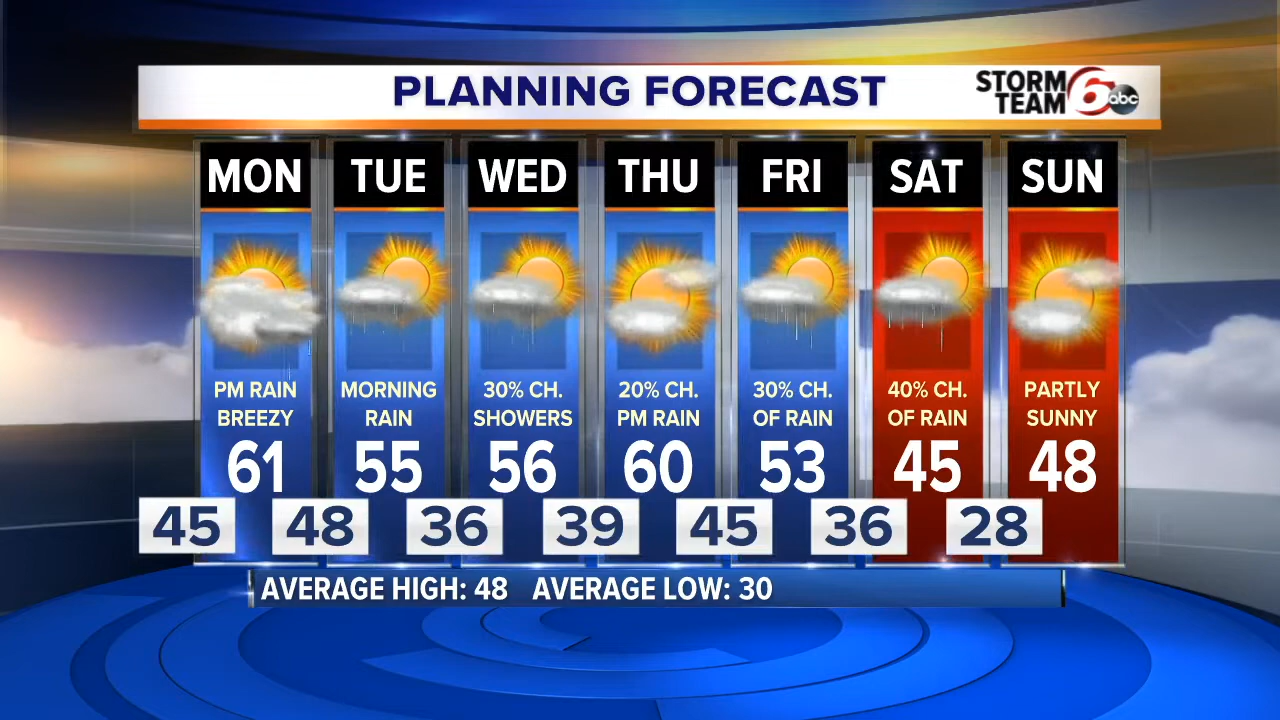 PLANNING FORECAST
STORM TEAM 6 abc
MON TUE WED THU FRI SAT SUN
PM RAIN BREEZY
MORNING RAIN
30% CH. SHOWERS
20% CH. PM RAIN
30% CH. OF RAIN
40% CH. OF RAIN
PARTLY SUNNY
61 55 56 60 53 45 48
45 48 36 39 45 36 28
AVERAGE HIGH: 48 AVERAGE LOW: 30